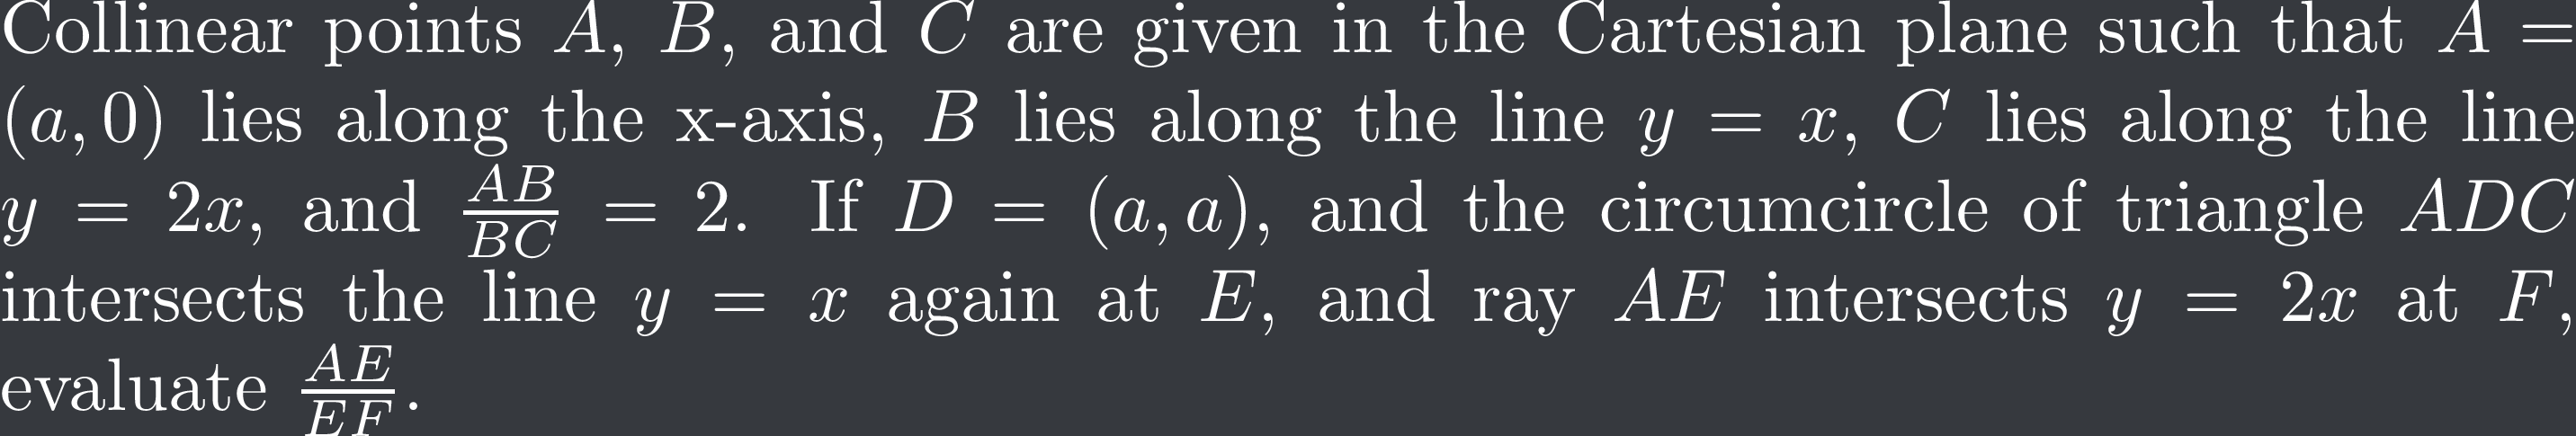 Collinear points A, B, and C are given in the Cartesian plane such that A =
(a, 0) lies along the x-axis, B lies along the line y = x, C lies along the line
y = 2x, and \frac{AB}{BC} = 2. If D = (a, a), and the circumcircle of triangle ADC
intersects the line y = x again at E, and ray AE intersects y = 2x at F,
evaluate \frac{AE}{EF}.